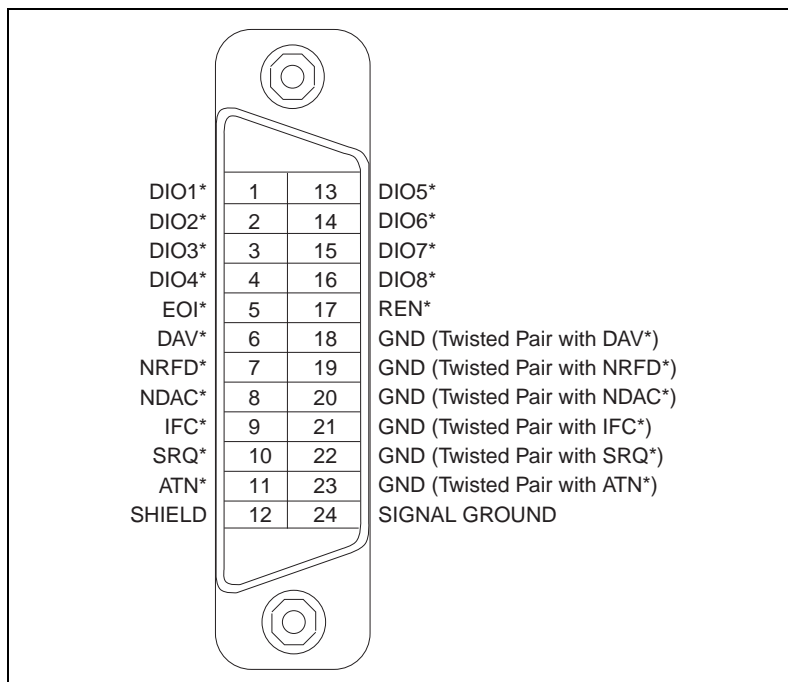 DIO1* 1 13 DIO5*
DIO2* 2 14 DIO6*
DIO3* 3 15 DIO7*
DIO4* 4 16 DIO8*
EOI* 5 17 REN*
DAV* 6 18 GND (Twisted Pair with DAV*)
NRFD* 7 19 GND (Twisted Pair with NRFD*)
NDAC* 8 20 GND (Twisted Pair with NDAC*)
IFC* 9 21 GND (Twisted Pair with IFC*)
SRQ* 10 22 GND (Twisted Pair with SRQ*)
ATN* 11 23 GND (Twisted Pair with ATN*)
SHIELD 12 24 SIGNAL GROUND